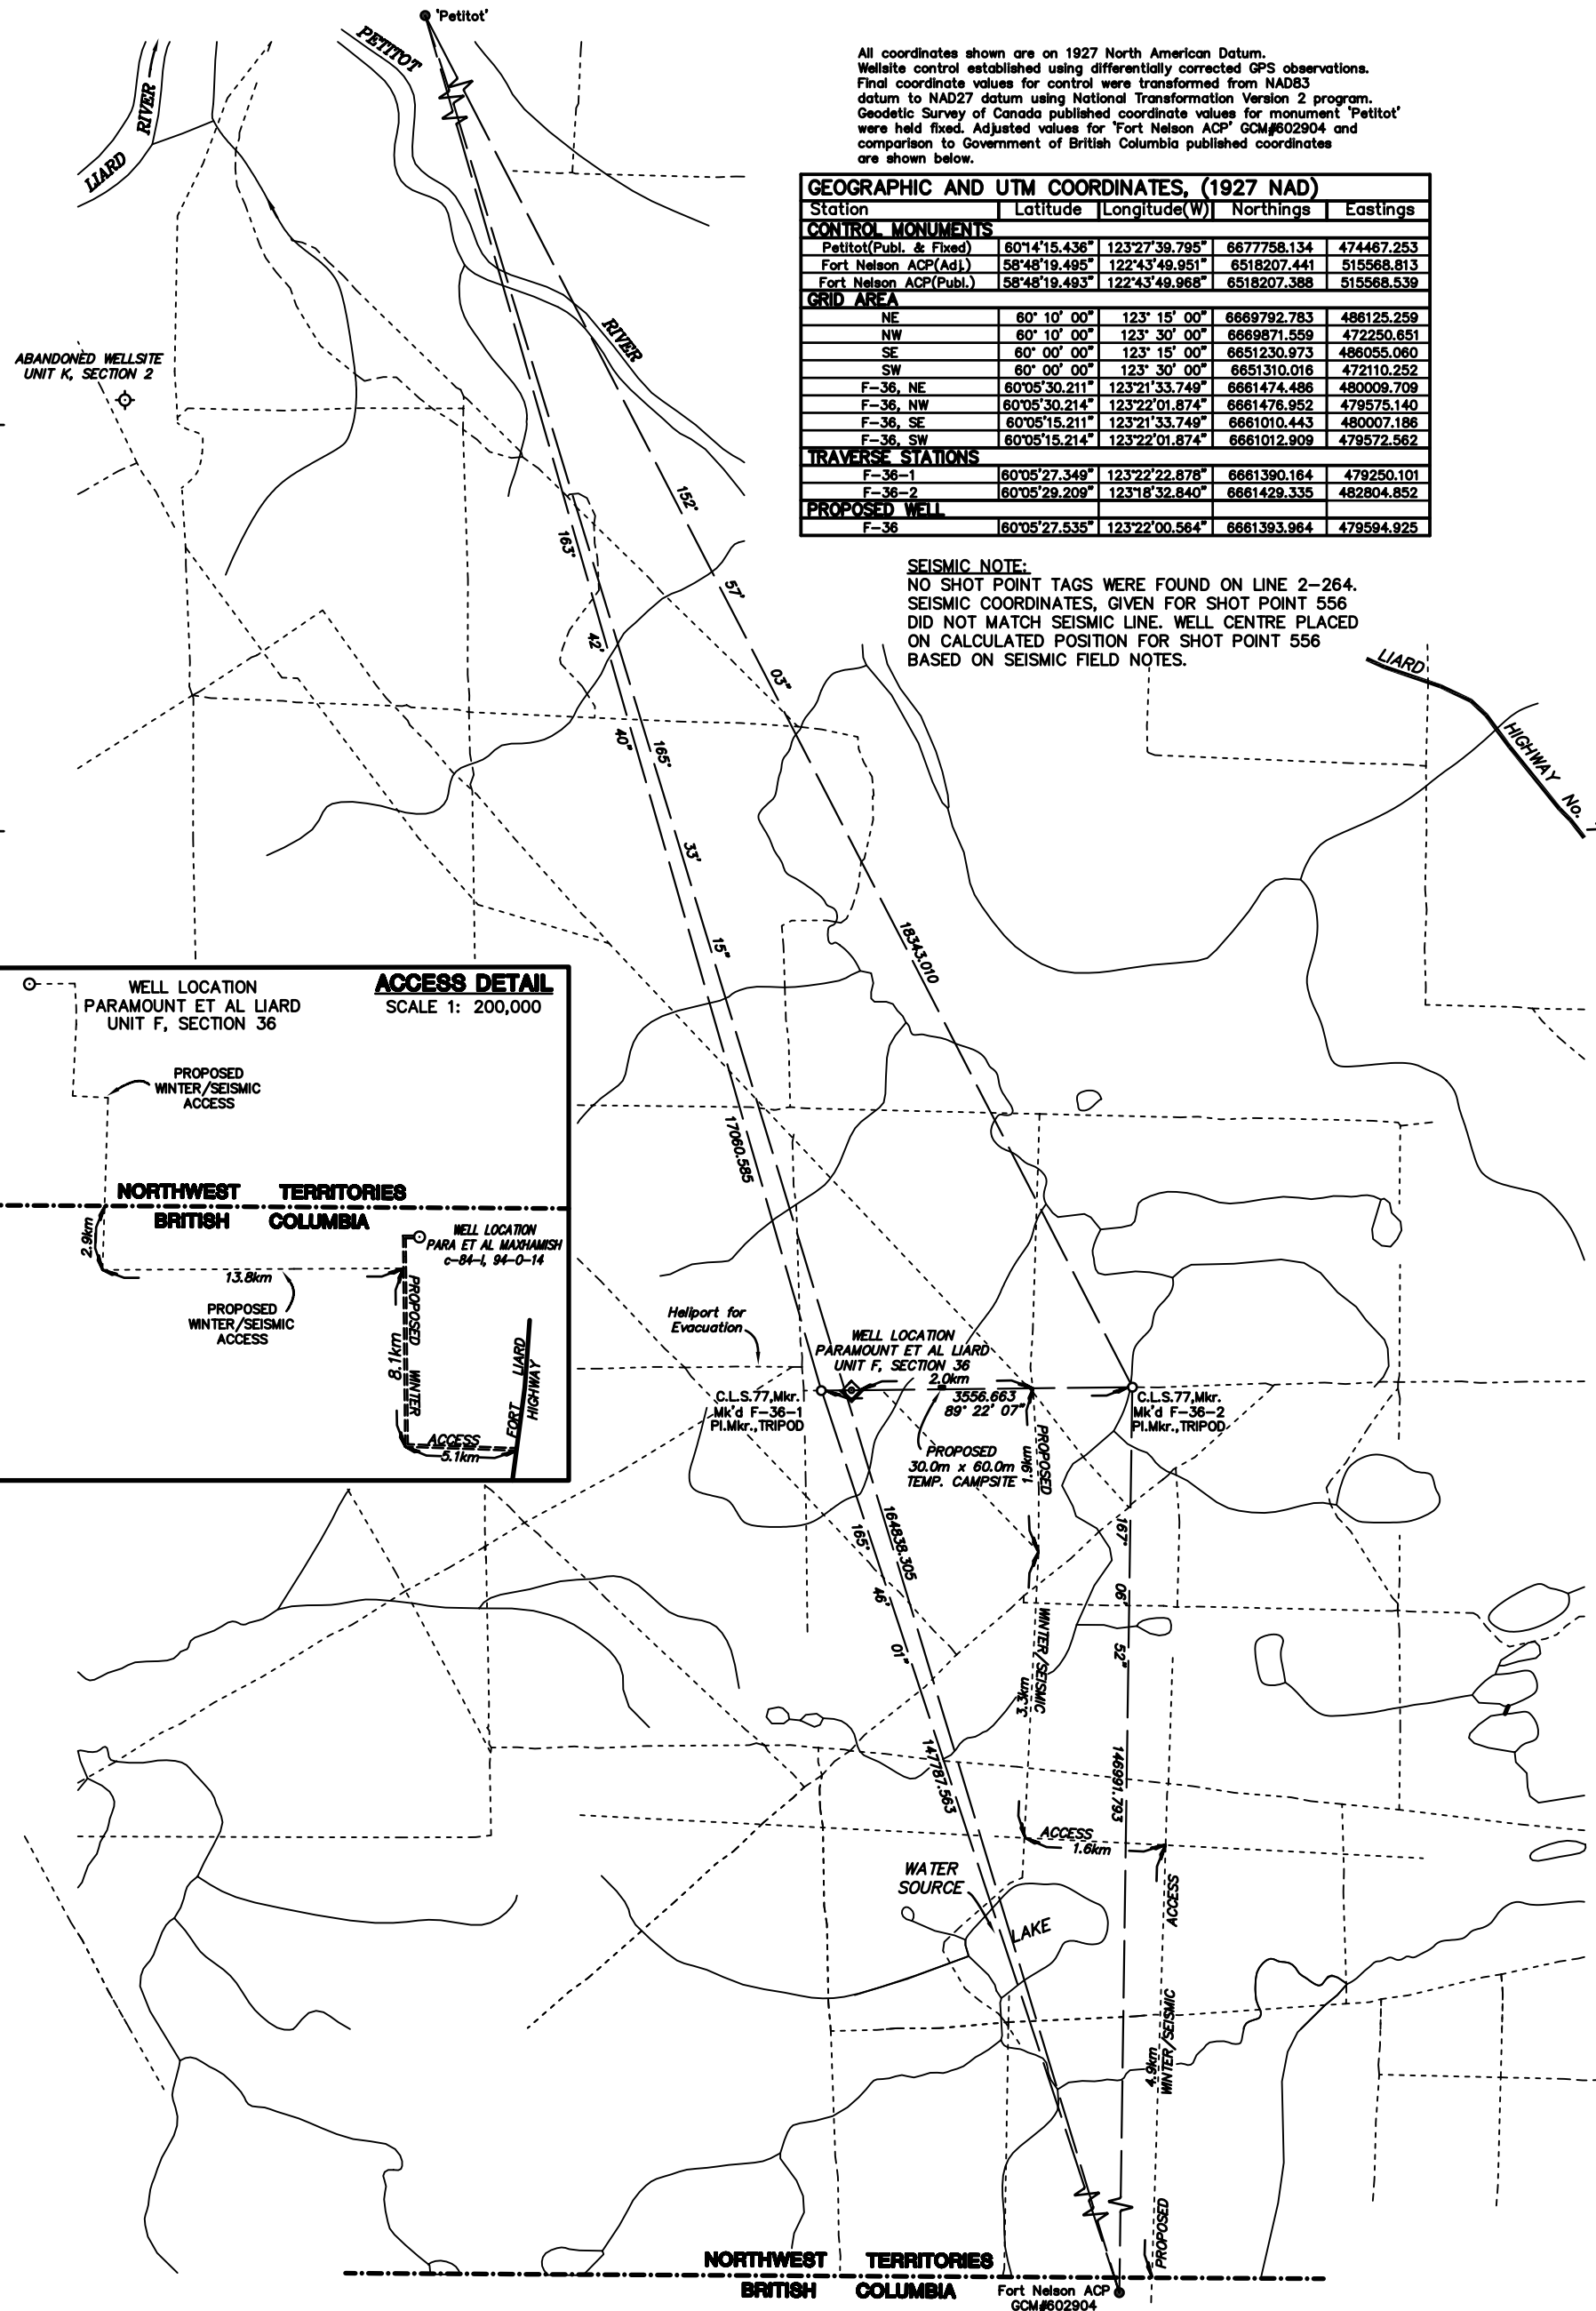 'Petitot'
PETITOT
RIVER
LIARD
RIVER
All coordinates shown are on 1927 North American Datum.
Wellsite control established using differentially corrected GPS observations.
Final coordinate values for control were transformed from NAD83
datum to NAD27 datum using National Transformation Version 2 program.
Geodetic Survey of Canada published coordinate values for monument 'Petitot'
were held fixed. Adjusted values for 'Fort Nelson ACP' GCM#602904 and
comparison to Government of British Columbia published coordinates
are shown below.
GEOGRAPHIC AND UTM COORDINATES, (1927 NAD)
Station Latitude Longitude(W) Northings Eastings
CONTROL MONUMENTS
Petitot(Publ. & Fixed) 60°14'15.436" 123°27'39.795" 6677758.134 474467.253
Fort Nelson ACP(Adj.) 58°48'19.495" 122°43'49.951" 6518207.441 515568.813
Fort Nelson ACP(Publ.) 58°48'19.493" 122°43'49.968" 6518207.388 515568.539
GRID AREA
NE 60° 10' 00" 123° 15' 00" 6669792.783 486125.259
NW 60° 10' 00" 123° 30' 00" 6669871.559 472250.651
SE 60° 00' 00" 123° 15' 00" 6651230.973 486055.060
SW 60° 00' 00" 123° 30' 00" 6651310.016 472110.252
F-36, NE 60°05'30.211" 123°21'33.749" 6661474.486 480009.709
F-36, NW 60°05'30.214" 123°22'01.874" 6661476.952 479575.140
F-36, SE 60°05'15.211" 123°21'33.749" 6661010.443 480007.186
F-36, SW 60°05'15.214" 123°22'01.874" 6661012.909 479572.562
TRAVERSE STATIONS
F-36-1 60°05'27.349" 123°22'22.878" 6661390.164 479250.101
F-36-2 60°05'29.209" 123°18'32.840" 6661429.335 482804.852
PROPOSED WELL
F-36 60°05'27.535" 123°22'00.564" 6661393.964 479594.925
RIVER
ABANDONED WELLSITE
UNIT K, SECTION 2
SEISMIC NOTE:
NO SHOT POINT TAGS WERE FOUND ON LINE 2-264.
SEISMIC COORDINATES, GIVEN FOR SHOT POINT 556
DID NOT MATCH SEISMIC LINE. WELL CENTRE PLACED
ON CALCULATED POSITION FOR SHOT POINT 556
BASED ON SEISMIC FIELD NOTES.
LIARD
HIGHWAY No.
152° 57' 03"
18343.010
163° 42' 40"
17060.585
165° 33' 15"
164838.305
WELL LOCATION
PARAMOUNT ET AL LIARD
UNIT F, SECTION 36
ACCESS DETAIL
SCALE 1: 200,000
PROPOSED
WINTER/SEISMIC
ACCESS
NORTHWEST TERRITORIES
BRITISH COLUMBIA
2.9km
13.8km
PROPOSED
WINTER/SEISMIC
ACCESS
WELL LOCATION
PARA ET AL MAXHAMISH
c-84-I, 94-O-14
PROPOSED WINTER
8.1km
ACCESS
5.1km
FORT LIARD
HIGHWAY
Heliport for
Evacuation
WELL LOCATION
PARAMOUNT ET AL LIARD
UNIT F, SECTION 36
2.0km
3556.663
89° 22' 07"
C.L.S.77,Mkr.
Mk'd F-36-1
Pl.Mkr.,TRIPOD
C.L.S.77,Mkr.
Mk'd F-36-2
Pl.Mkr.,TRIPOD
PROPOSED
30.0m x 60.0m
TEMP. CAMPSITE
1.9km
PROPOSED
WINTER/SEISMIC
3.3km
165° 46' 01"
147787.563
167° 06' 52"
146991.793
ACCESS
1.6km
WATER
SOURCE
LAKE
ACCESS
WINTER/SEISMIC
4.9km
PROPOSED
NORTHWEST TERRITORIES
BRITISH COLUMBIA
Fort Nelson ACP
GCM#602904